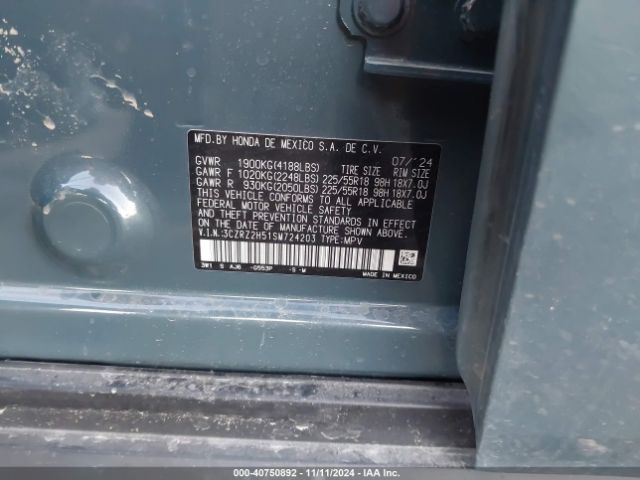 MFD.BY HONDA DE MEXICO S.A. DE C.V.
GVWR 1900KG(4188LBS) TIRE SIZE 07/'24 RIM SIZE
GAWR F 1020KG(2248LBS) 225/55R18 98H 18X7.0J
GAWR R 930KG(2050LBS) 225/55R18 98H 18X7.0J
THIS VEHICLE CONFORMS TO ALL APPLICABLE
FEDERAL MOTOR VEHICLE SAFETY
AND THEFT PREVENTION STANDARDS IN EFFECT
ON THE DATE OF MANUFACTURE SHOWN ABOVE.
V.I.N.:3CZRZ2H51SM724203 TYPE:MPV
3W1 S AJ6 -G553P -S-M
MADE IN MEXICO
000-40750892 - 11/11/2024 - IAA Inc.